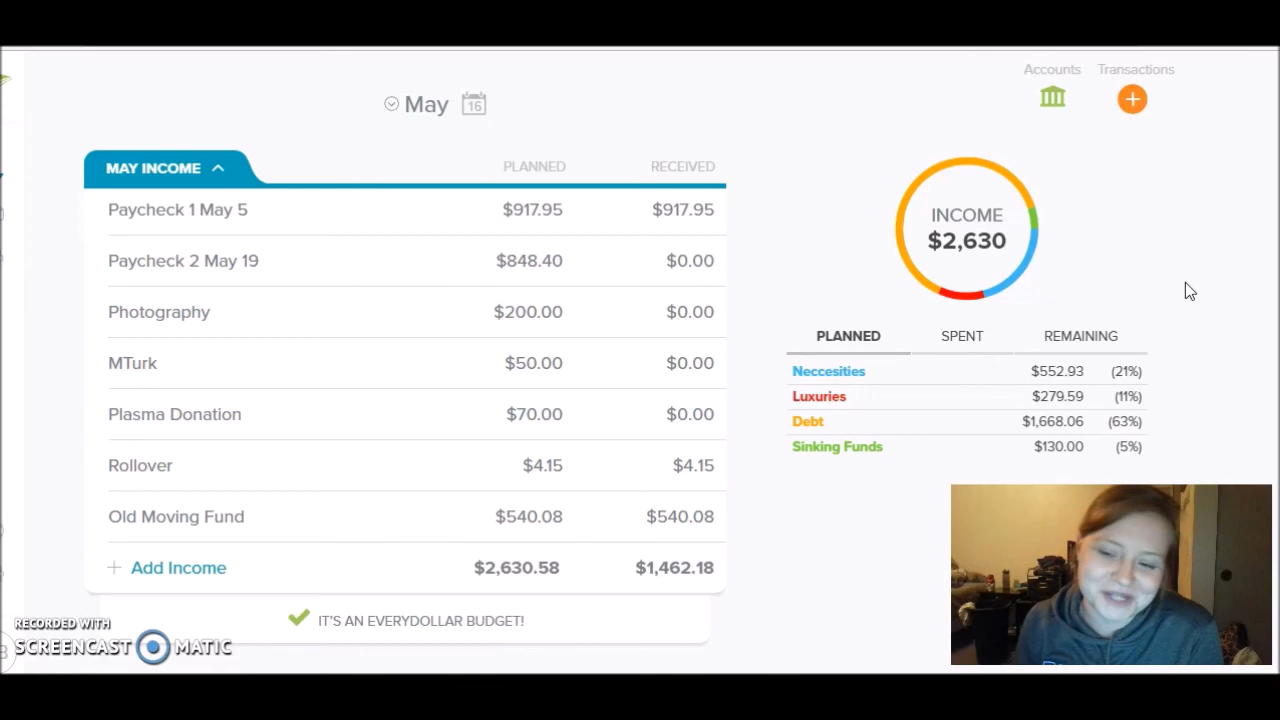 Accounts Transactions
May 16
MAY INCOME PLANNED RECEIVED
Paycheck 1 May 5 $917.95 $917.95
Paycheck 2 May 19 $848.40 $0.00
Photography $200.00 $0.00
MTurk $50.00 $0.00
Plasma Donation $70.00 $0.00
Rollover $4.15 $4.15
Old Moving Fund $540.08 $540.08
+ Add Income $2,630.58 $1,462.18
IT'S AN EVERYDOLLAR BUDGET!
INCOME
$2,630
PLANNED SPENT REMAINING
Neccesities $552.93 (21%)
Luxuries $279.59 (11%)
Debt $1,668.06 (63%)
Sinking Funds $130.00 (5%)
RECORDED WITH
SCREENCAST MATIC